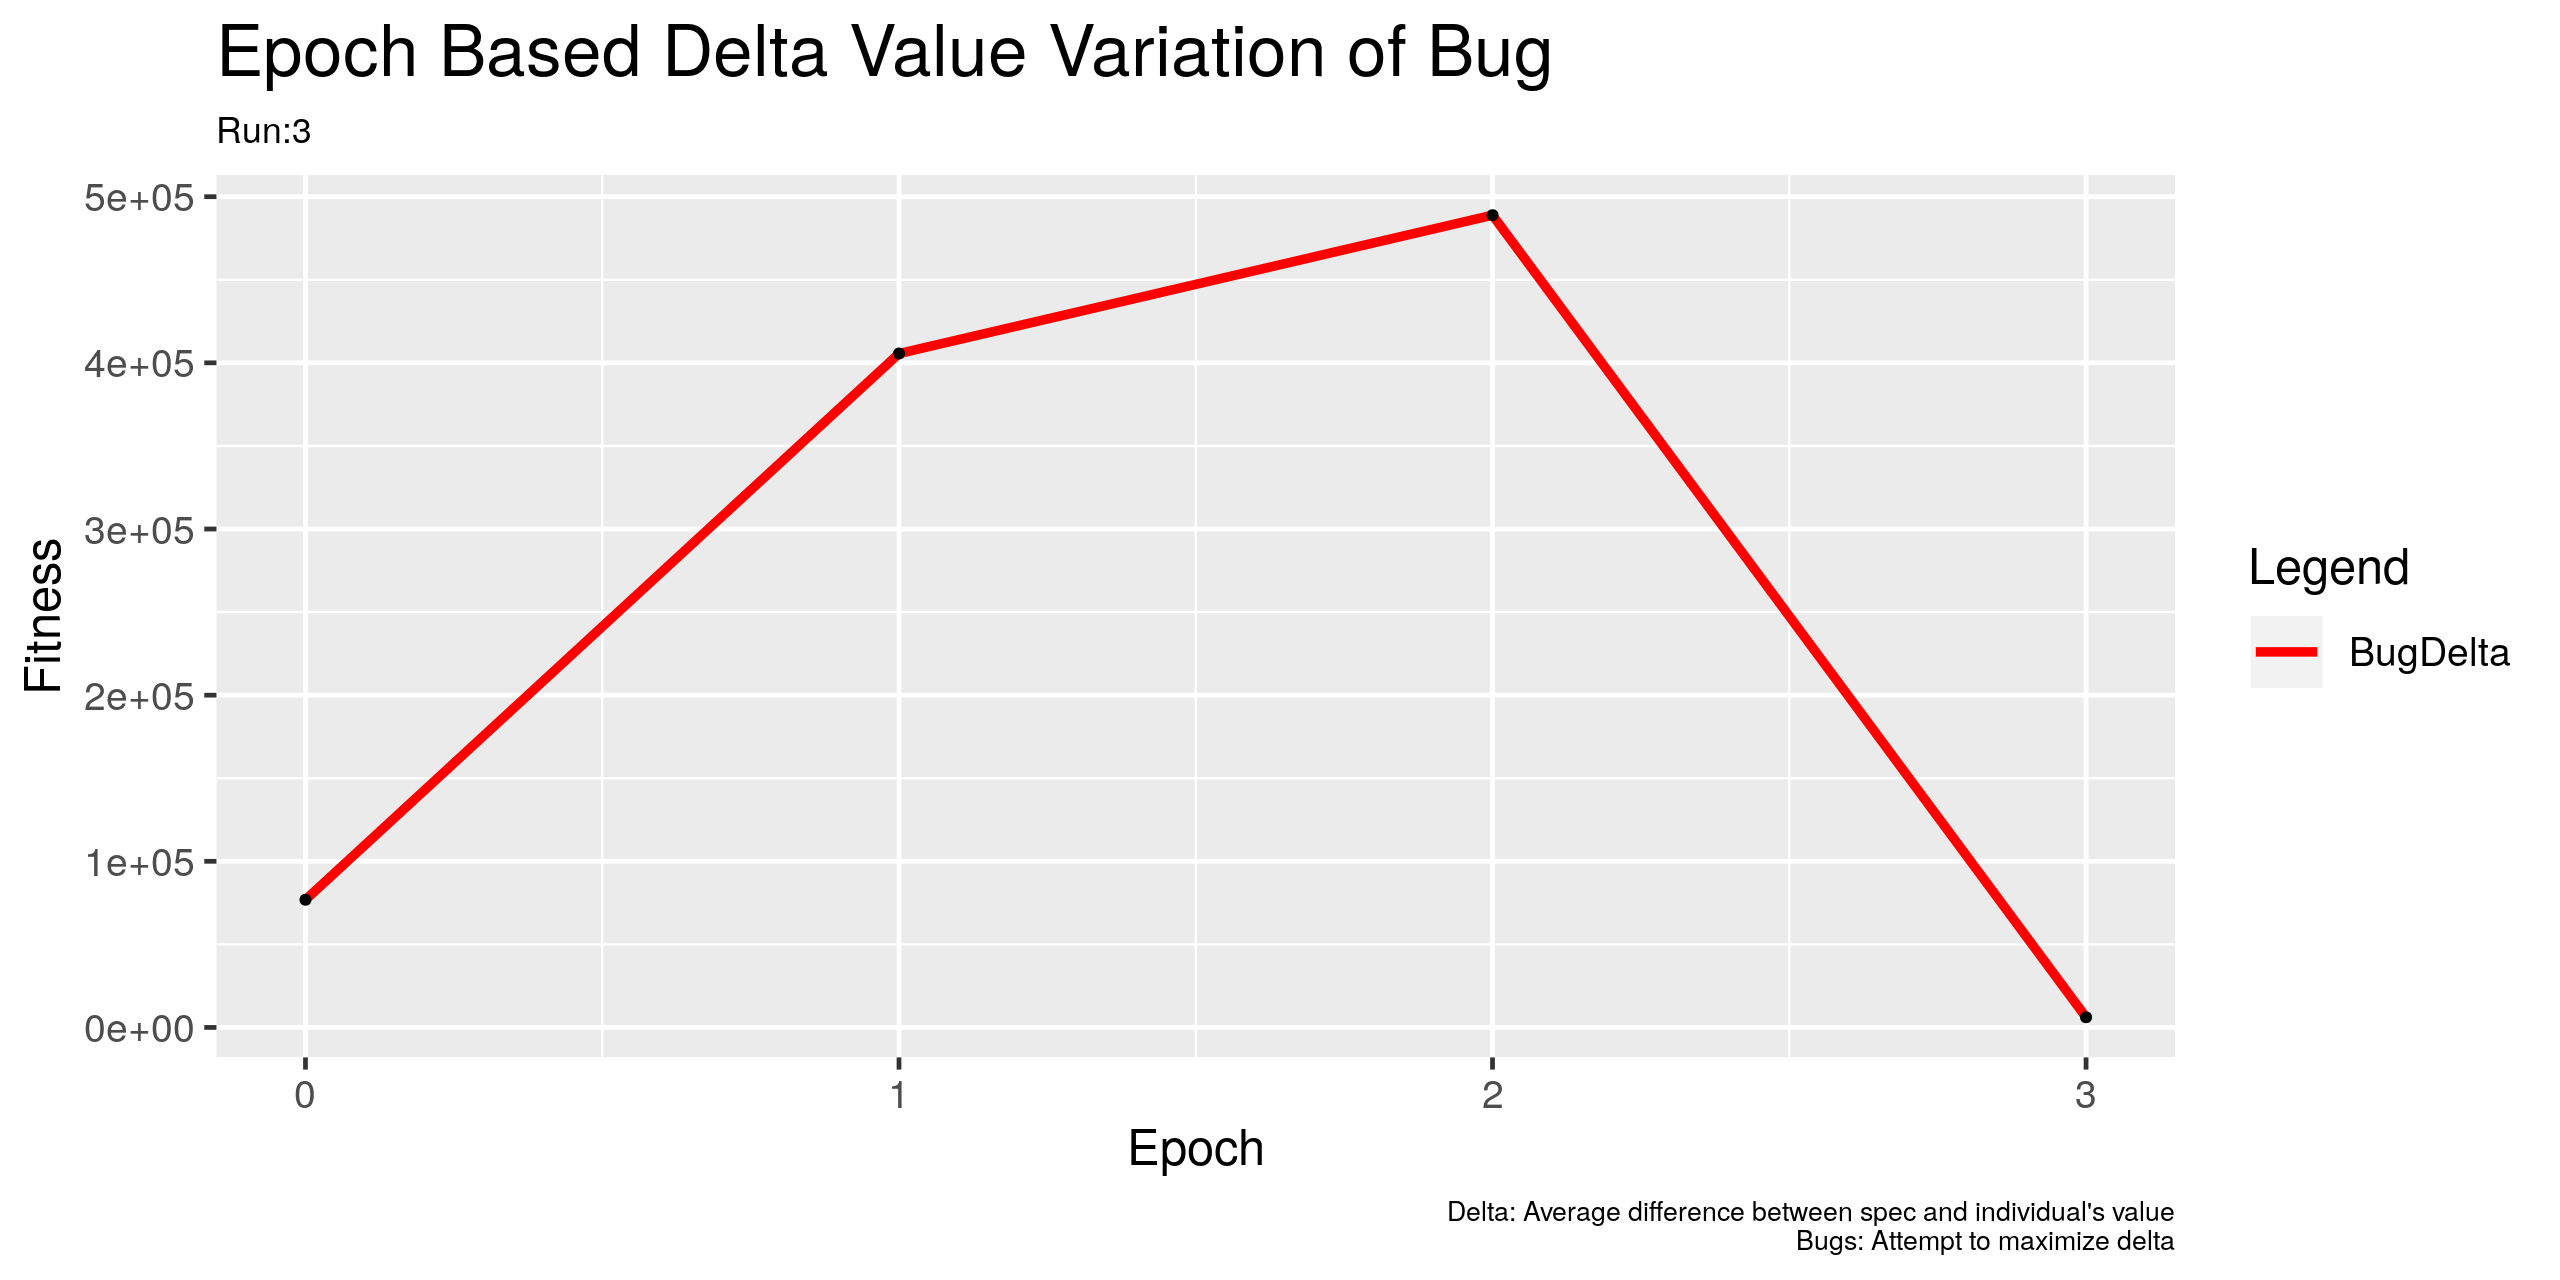 Epoch Based Delta Value Variation of Bug
Run:3
5e+05
4e+05
3e+05
2e+05
1e+05
0e+00
Fitness
0 1 2 3
Epoch
Legend
BugDelta
Delta: Average difference between spec and individual's value
Bugs: Attempt to maximize delta